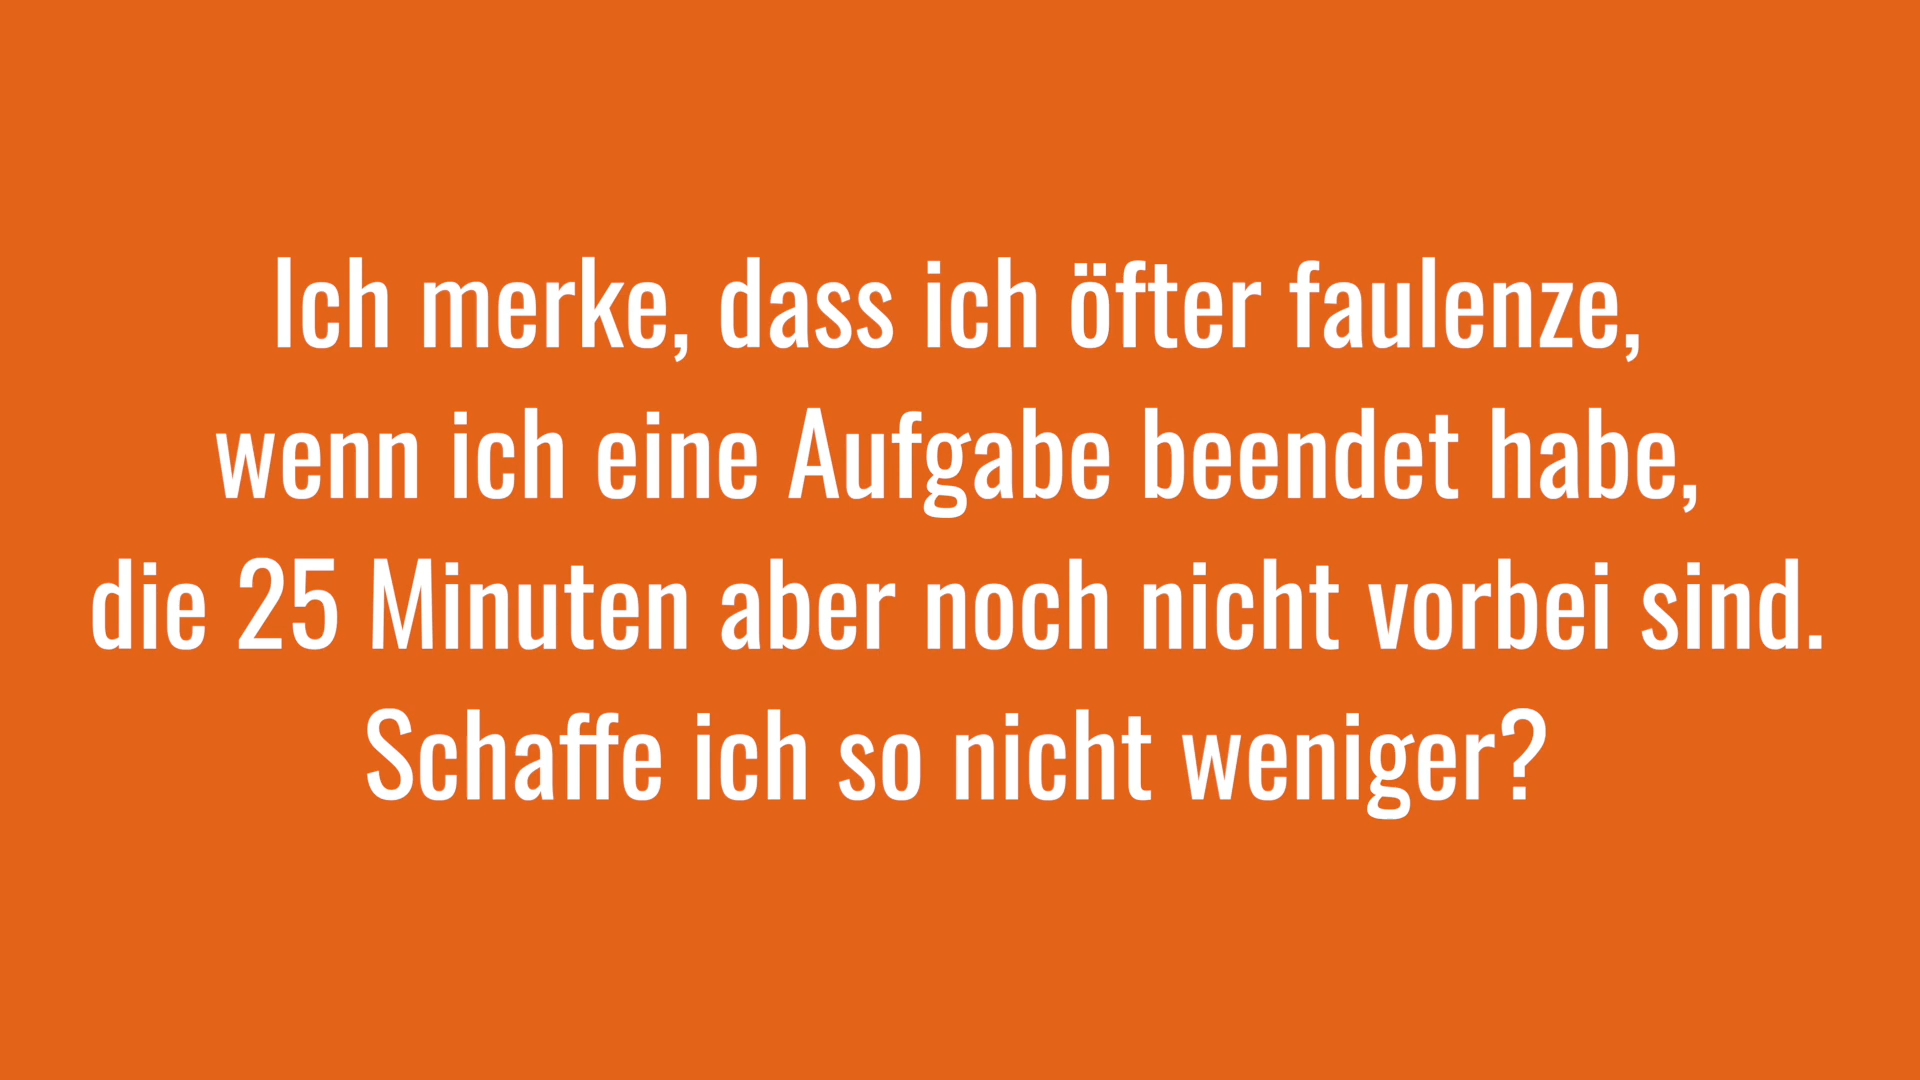 Ich merke, dass ich öfter faulenze,
wenn ich eine Aufgabe beendet habe,
die 25 Minuten aber noch nicht vorbei sind.
Schaffe ich so nicht weniger?